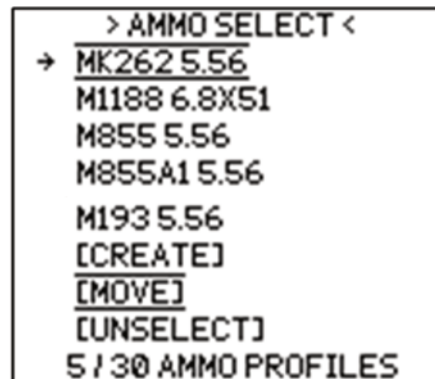 > AMMO SELECT <
→ MK262 5.56
M1188 6.8X51
M855 5.56
M855A1 5.56
M193 5.56
[CREATE]
[MOVE]
[UNSELECT]
5/30 AMMO PROFILES